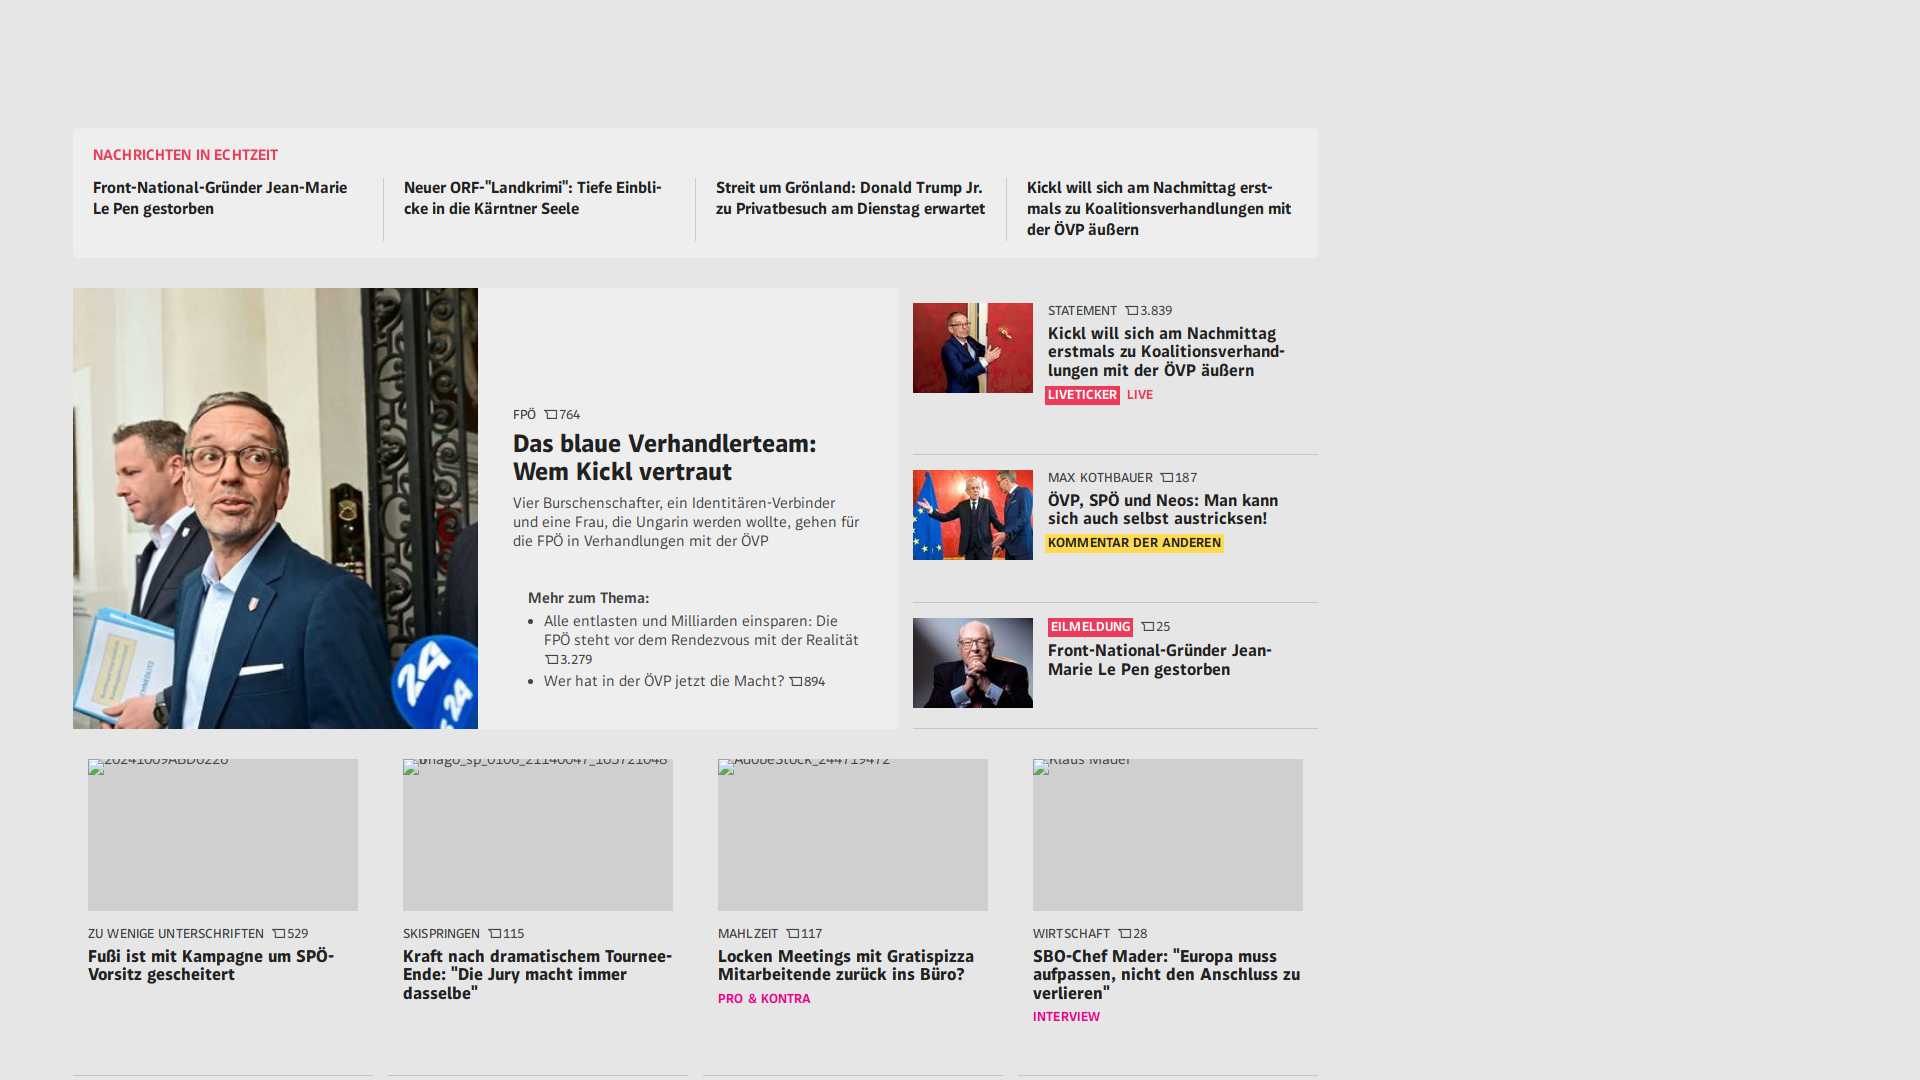 NACHRICHTEN IN ECHTZEIT
Front-National-Gründer Jean-Marie
Le Pen gestorben
Neuer ORF-"Landkrimi": Tiefe Einbli-
cke in die Kärntner Seele
Streit um Grönland: Donald Trump Jr.
zu Privatbesuch am Dienstag erwartet
Kickl will sich am Nachmittag erst-
mals zu Koalitionsverhandlungen mit
der ÖVP äußern
FPÖ 764
Das blaue Verhandlerteam:
Wem Kickl vertraut
Vier Burschenschafter, ein Identitären-Verbinder
und eine Frau, die Ungarin werden wollte, gehen für
die FPÖ in Verhandlungen mit der ÖVP
Mehr zum Thema:
Alle entlasten und Milliarden einsparen: Die
FPÖ steht vor dem Rendezvous mit der Realität
3.279
Wer hat in der ÖVP jetzt die Macht? 894
24
24
STATEMENT 3.839
Kickl will sich am Nachmittag
erstmals zu Koalitionsverhand-
lungen mit der ÖVP äußern
LIVETICKER LIVE
MAX KOTHBAUER 187
ÖVP, SPÖ und Neos: Man kann
sich auch selbst austricksen!
KOMMENTAR DER ANDEREN
EILMELDUNG 25
Front-National-Gründer Jean-
Marie Le Pen gestorben
20241009ABD0226
imago_sp_0106_21140047_105721048
AdobeStock_244719472
Klaus Mader
ZU WENIGE UNTERSCHRIFTEN 529
Fußi ist mit Kampagne um SPÖ-
Vorsitz gescheitert
SKISPRINGEN 115
Kraft nach dramatischem Tournee-
Ende: "Die Jury macht immer
dasselbe"
MAHLZEIT 117
Locken Meetings mit Gratispizza
Mitarbeitende zurück ins Büro?
PRO & KONTRA
WIRTSCHAFT 28
SBO-Chef Mader: "Europa muss
aufpassen, nicht den Anschluss zu
verlieren"
INTERVIEW